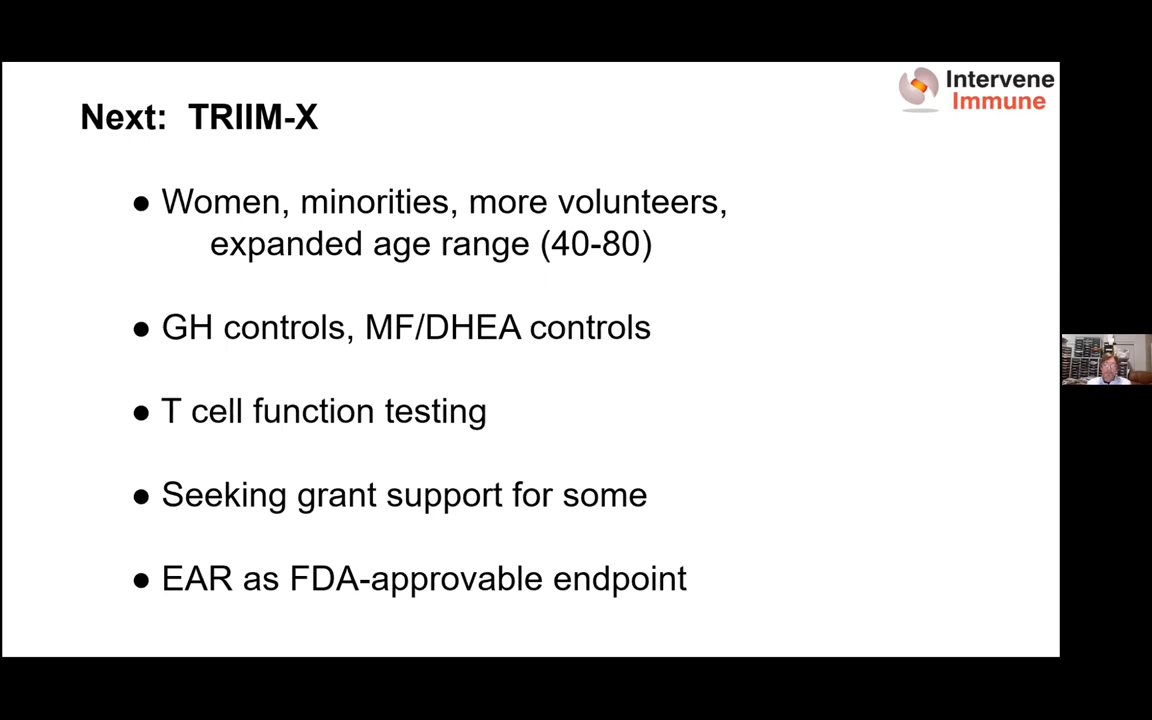 Intervene
Immune
Next: TRIIM-X
● Women, minorities, more volunteers,
expanded age range (40-80)
● GH controls, MF/DHEA controls
● T cell function testing
● Seeking grant support for some
● EAR as FDA-approvable endpoint